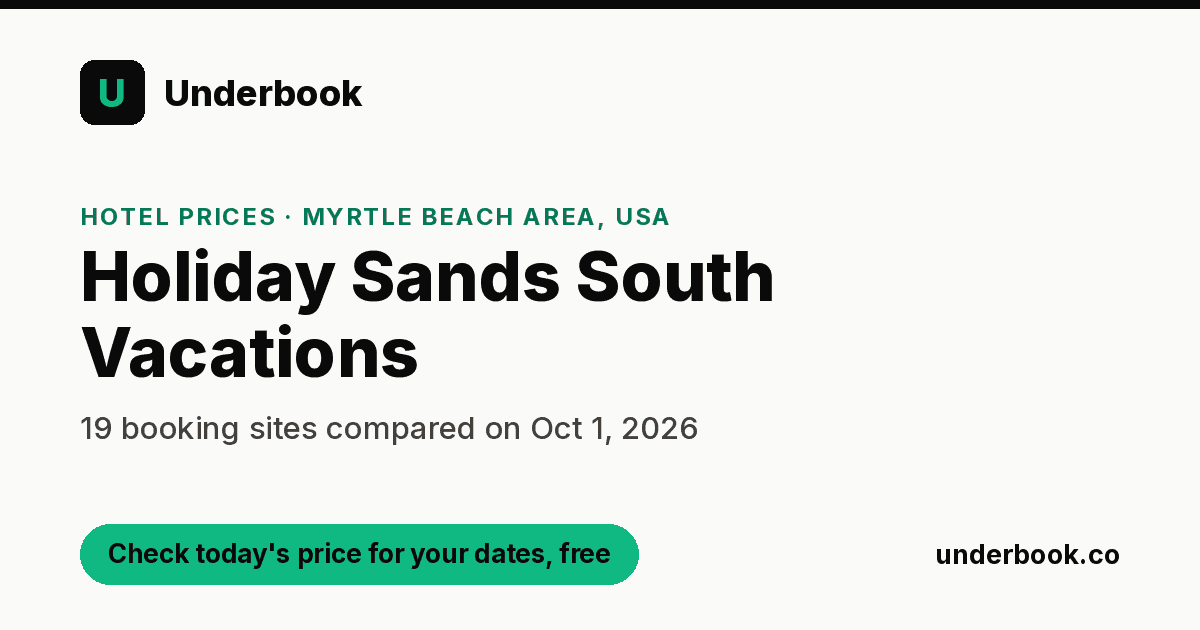 U
Underbook
HOTEL PRICES · MYRTLE BEACH AREA, USA
Holiday Sands South
Vacations
19 booking sites compared on Oct 1, 2026
Check today's price for your dates, free
underbook.co